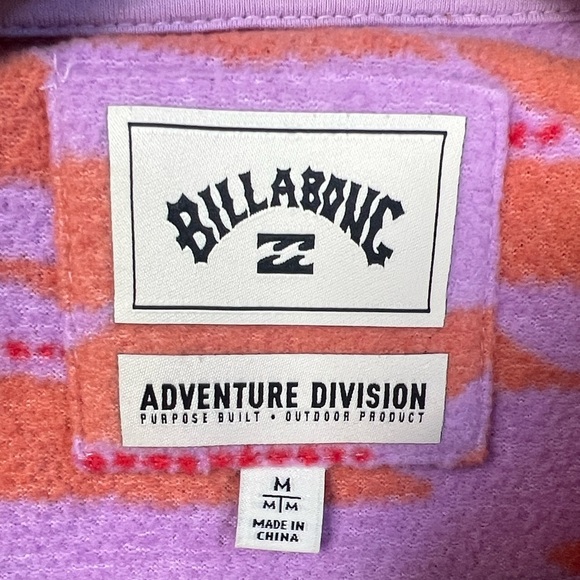 BILLABONG
ADVENTURE DIVISION
PURPOSE BUILT • OUTDOOR PRODUCT
M
M M
MADE IN
CHINA